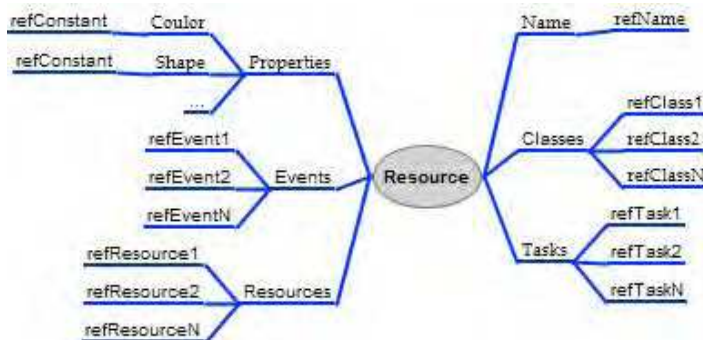 refConstant Coulor
refConstant Shape Properties
...
refEvent1
refEvent2 Events
refEventN
refResource1
refResource2 Resources
refResourceN
Resource
Name refName
refClass1
Classes refClass2
refClassN
refTask1
Tasks refTask2
refTaskN